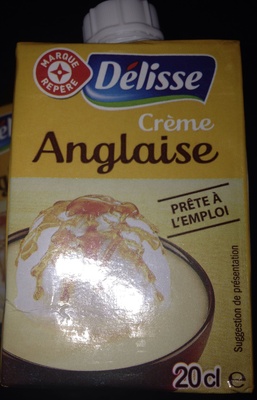 MARQUE
REPÈRE
Délisse
Crème
Anglaise
PRÊTE À
L'EMPLOI
Suggestion de présentation
20cl e